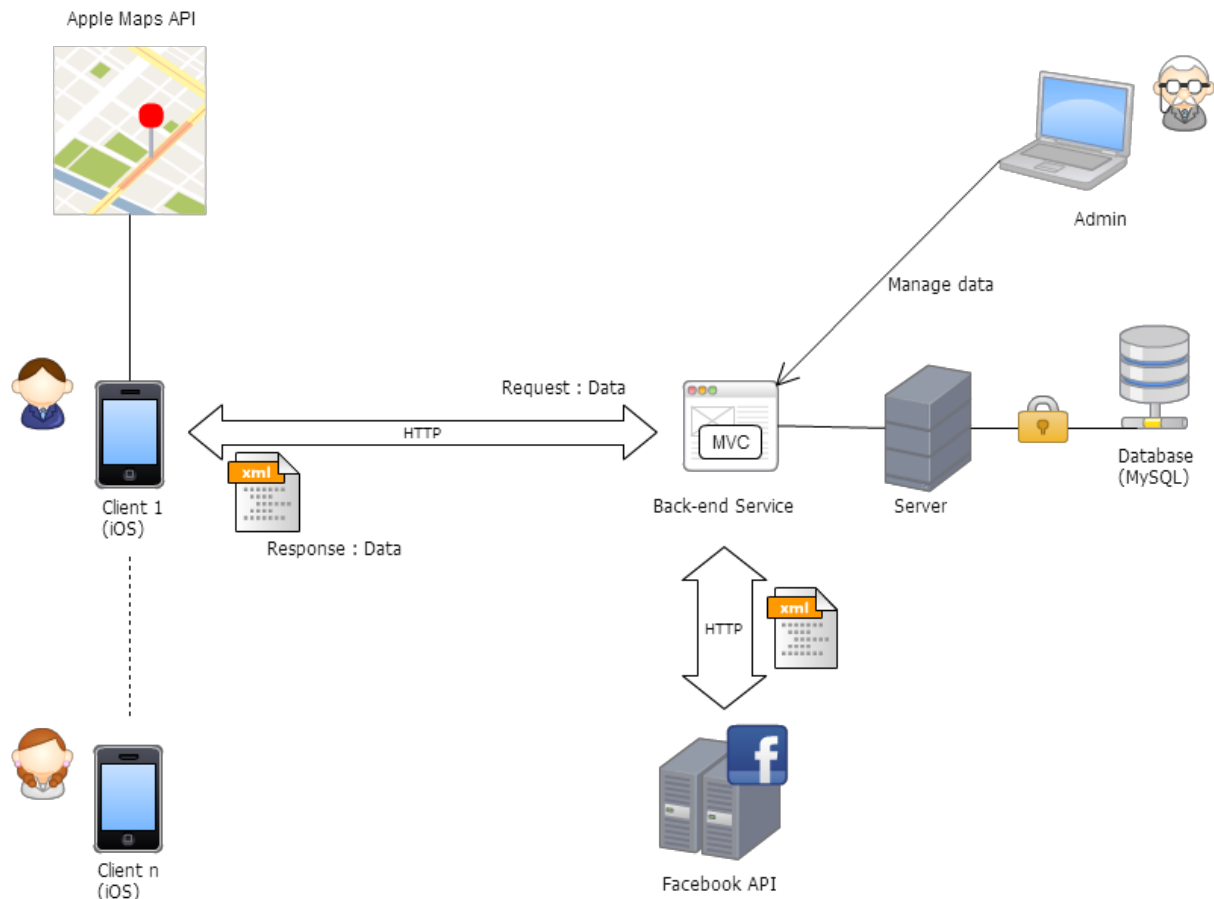 Apple Maps API
Admin
Manage data
Request : Data
HTTP
xml
Response : Data
Client 1
(iOS)
MVC
Back-end Service
Server
Database
(MySQL)
HTTP
xml
f
Facebook API
Client n
(iOS)